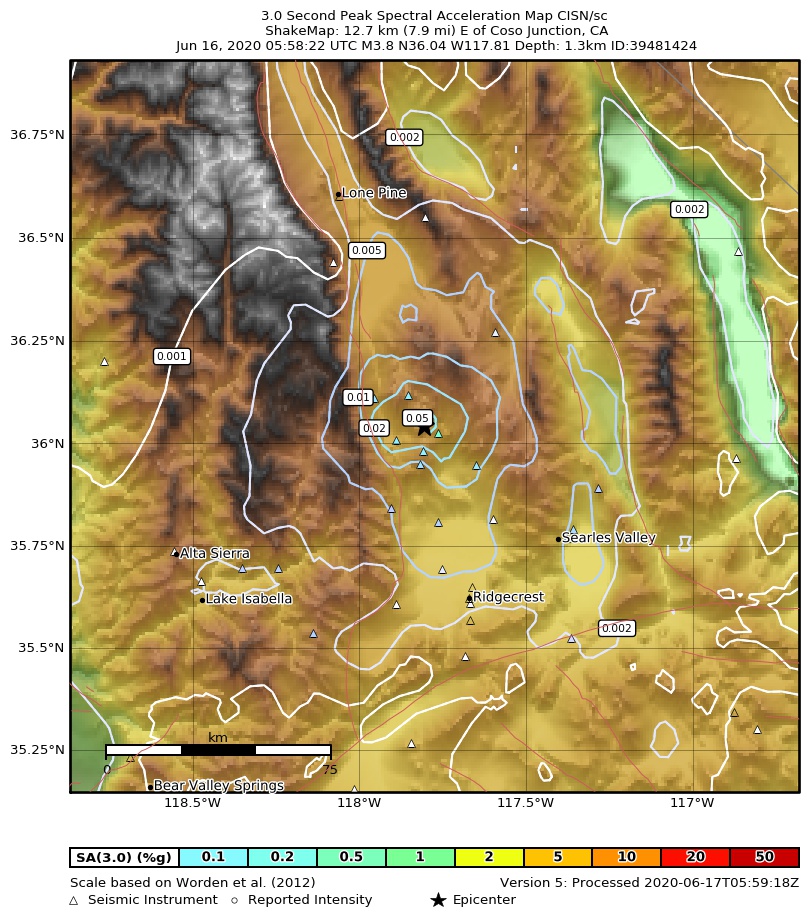 3.0 Second Peak Spectral Acceleration Map CISN/sc
ShakeMap: 12.7 km (7.9 mi) E of Coso Junction, CA
Jun 16, 2020 05:58:22 UTC M3.8 N36.04 W117.81 Depth: 1.3km ID:39481424
36.75°N
0.002
Lone Pine
0.002
36.5°N
0.005
36.25°N
0.001
0.01
0.05
0.02
36°N
35.75°N
Alta Sierra
Searles Valley
Lake Isabella
Ridgecrest
0.002
35.5°N
35.25°N
km
0 75
Bear Valley Springs
118.5°W 118°W 117.5°W 117°W
SA(3.0) (%g) 0.1 0.2 0.5 1 2 5 10 20 50
Scale based on Worden et al. (2012) Version 5: Processed 2020-06-17T05:59:18Z
Seismic Instrument Reported Intensity Epicenter